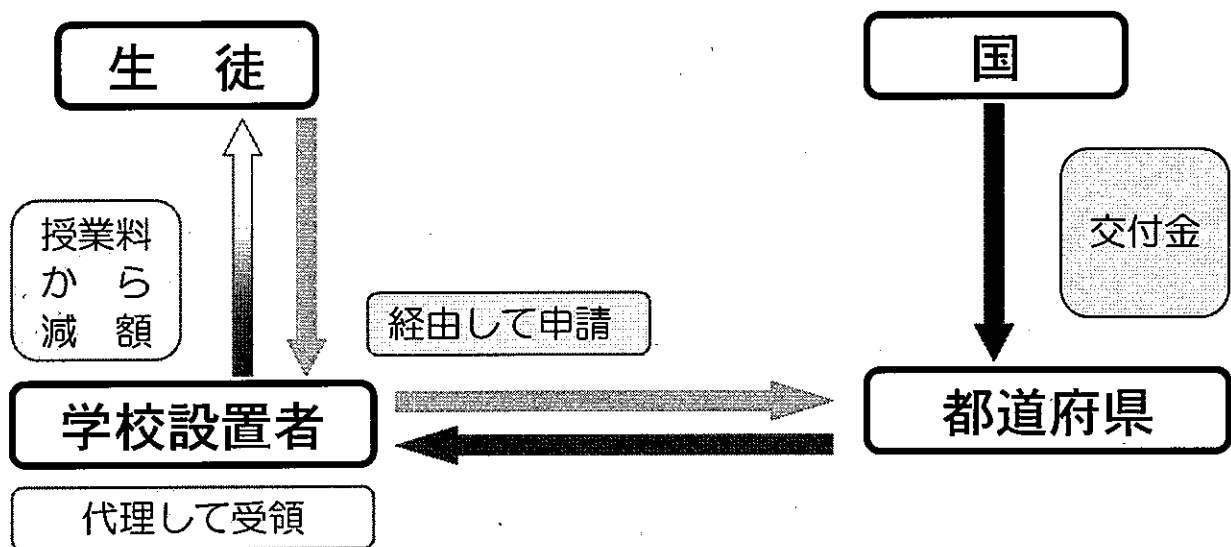 生　徒
国
授業料
か　ら
減　額
交付金
経由して申請
学校設置者
都道府県
代理して受領